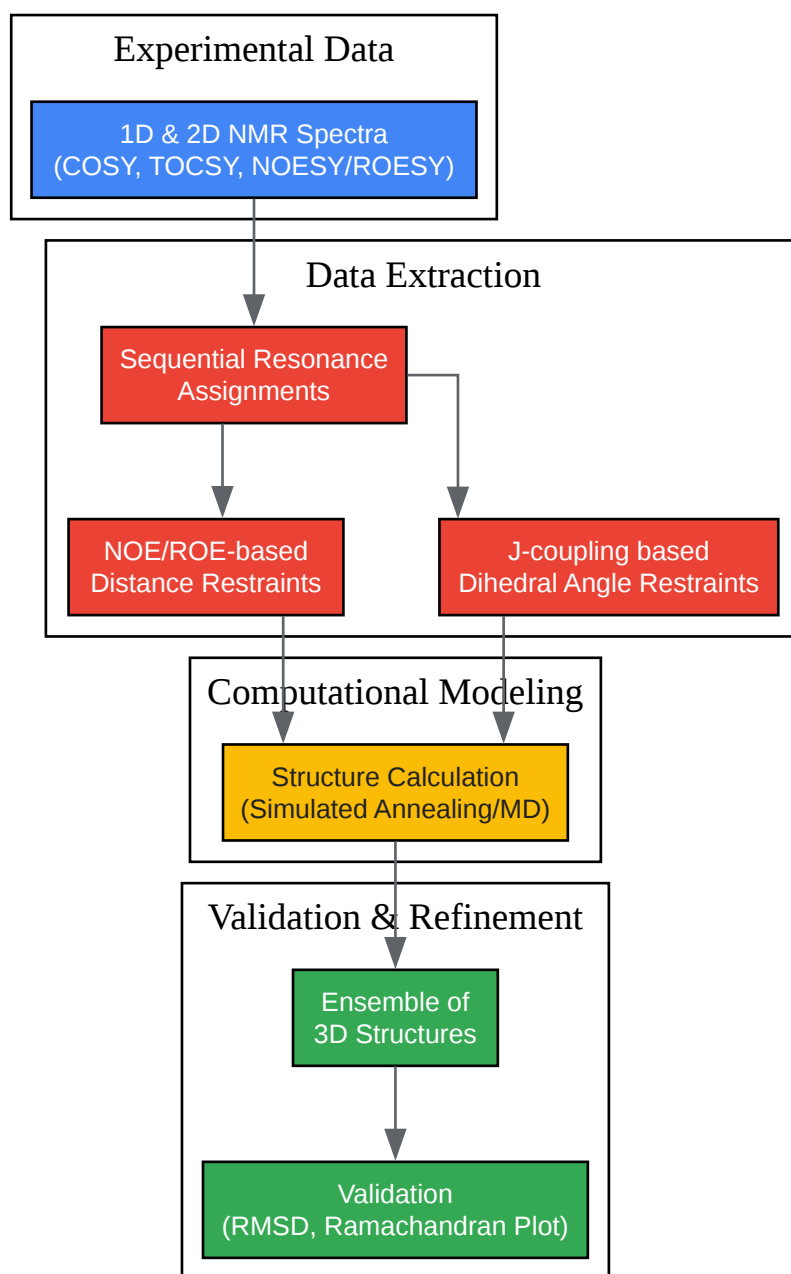 Experimental Data
1D & 2D NMR Spectra
(COSY, TOCSY, NOESY/ROESY)
Data Extraction
Sequential Resonance
Assignments
NOE/ROE-based
Distance Restraints
J-coupling based
Dihedral Angle Restraints
Computational Modeling
Structure Calculation
(Simulated Annealing/MD)
Validation & Refinement
Ensemble of
3D Structures
Validation
(RMSD, Ramachandran Plot)